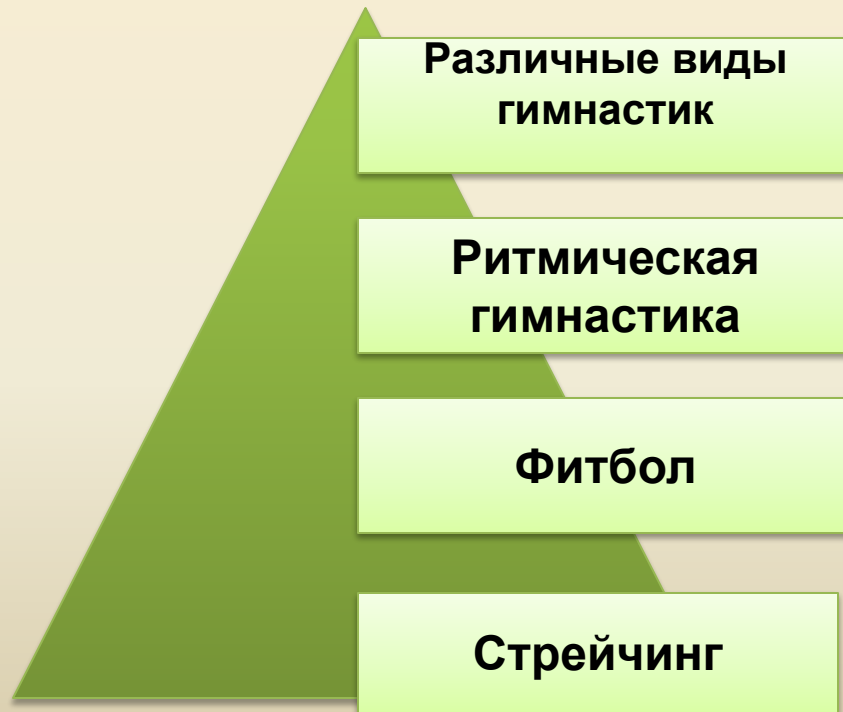 Различные виды
гимнастик
Ритмическая
гимнастика
Фитбол
Стрейчинг